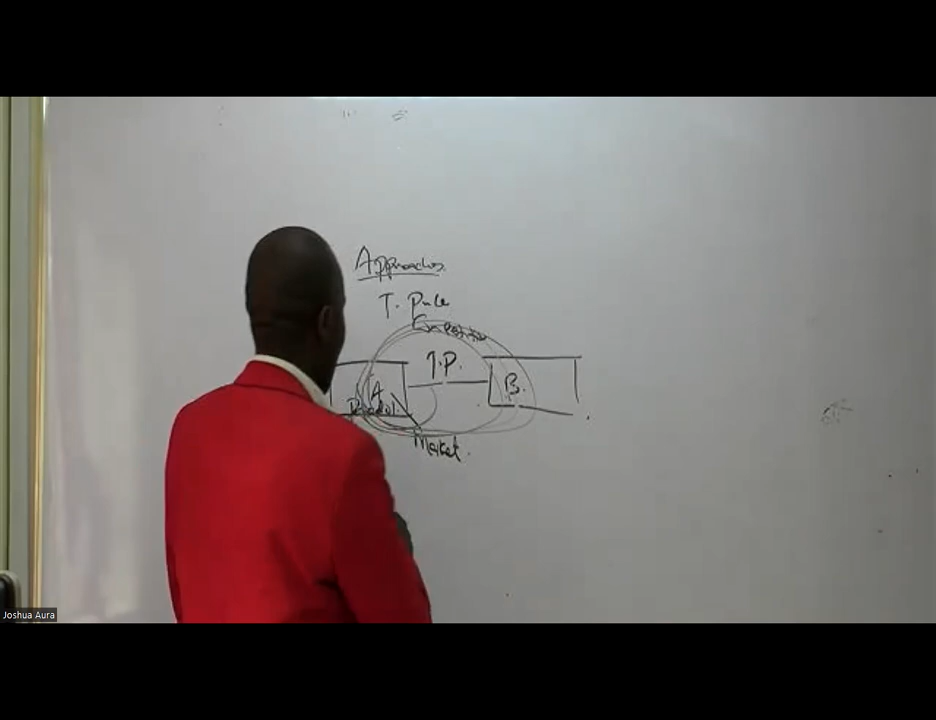 Approaches
T. Price
T.P.
A
B.
Market.
Joshua Aura